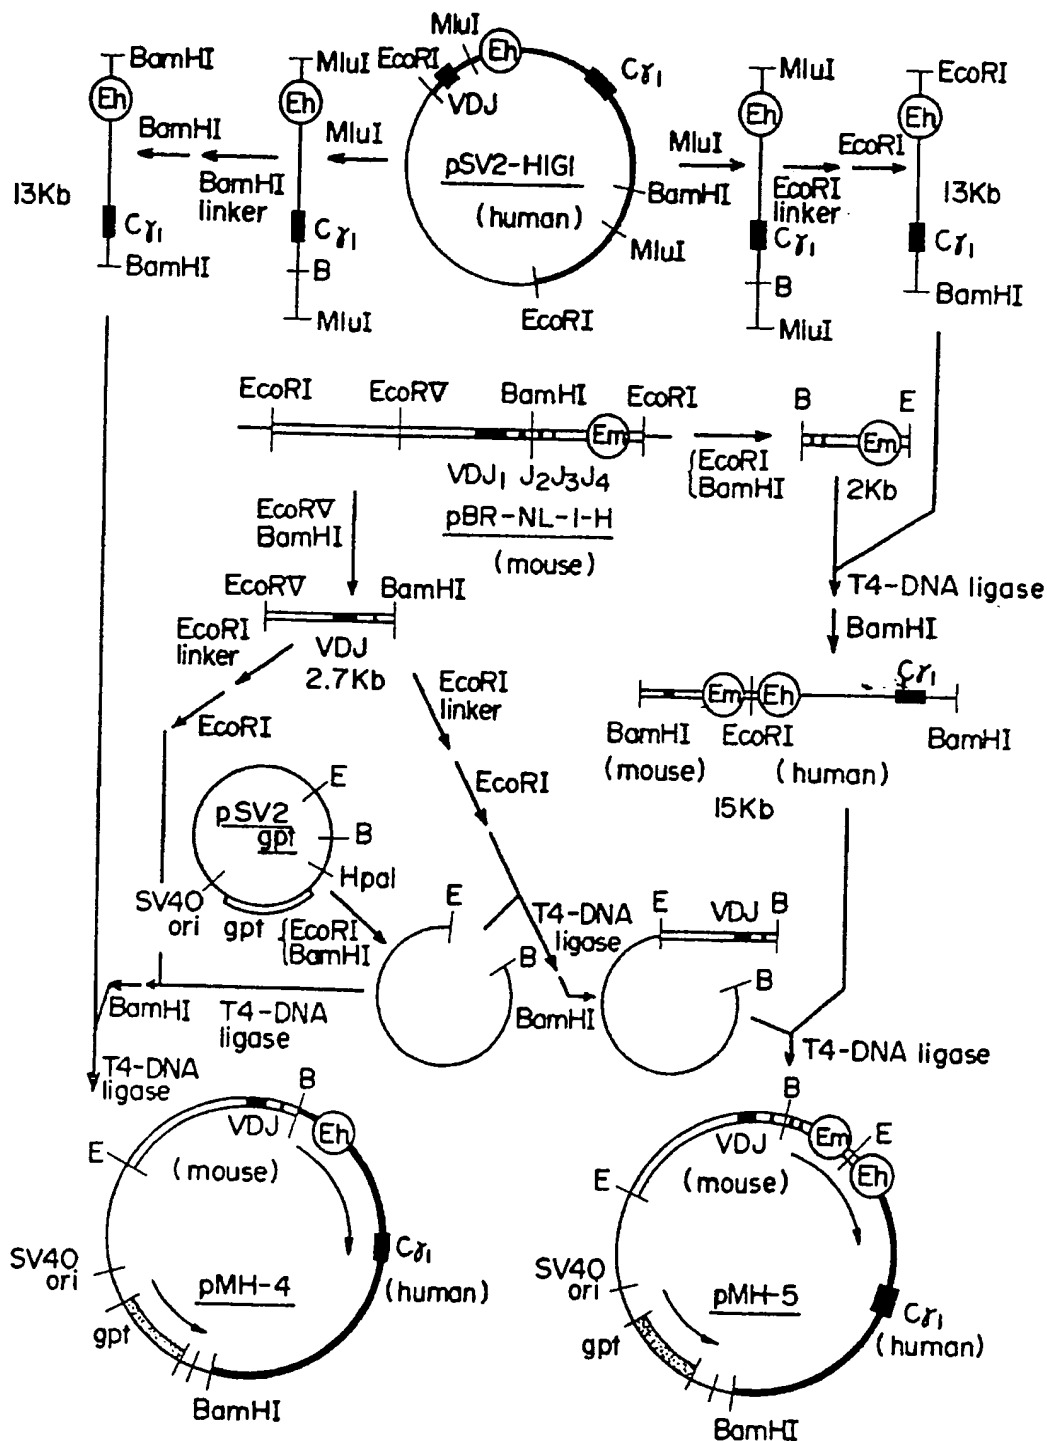 MluI
BamHI
MluI
EcoRI
Eh
Cγ1
MluI
EcoRI
Eh
Eh
VDJ
Eh
Eh
BamHI
MluI
pSV2-HIGI
(human)
MluI
EcoRI
BamHI
linker
EcoRI
linker
BamHI
13Kb
13Kb
Cγ1
Cγ1
MluI
Cγ1
Cγ1
BamHI
B
B
BamHI
MluI
EcoRI
MluI
EcoRI
EcoRV
BamHI
EcoRI
B
E
Em
Em
VDJ1 J2J3J4
{EcoRI
BamHI
2Kb
EcoRV
BamHI
pBR-NL-1-H
(mouse)
EcoRV
BamHI
T4-DNA ligase
BamHI
EcoRI
linker
VDJ
2.7Kb
EcoRI
linker
Cγ1
Em
Eh
EcoRI
BamHI
EcoRI
BamHI
(mouse)
(human)
15Kb
EcoRI
E
pSV2
gpt
B
HpaI
SV40
ori
gpt
{EcoRI
BamHI
E
B
T4-DNA
ligase
E
VDJ
B
B
BamHI
T4-DNA
ligase
BamHI
T4-DNA
ligase
T4-DNA ligase
B
VDJ
Eh
E
(mouse)
SV40
ori
pMH-4
Cγ1
(human)
gpt
BamHI
B
VDJ
Em
E
Eh
E
(mouse)
SV40
ori
pMH-5
Cγ1
(human)
gpt
BamHI